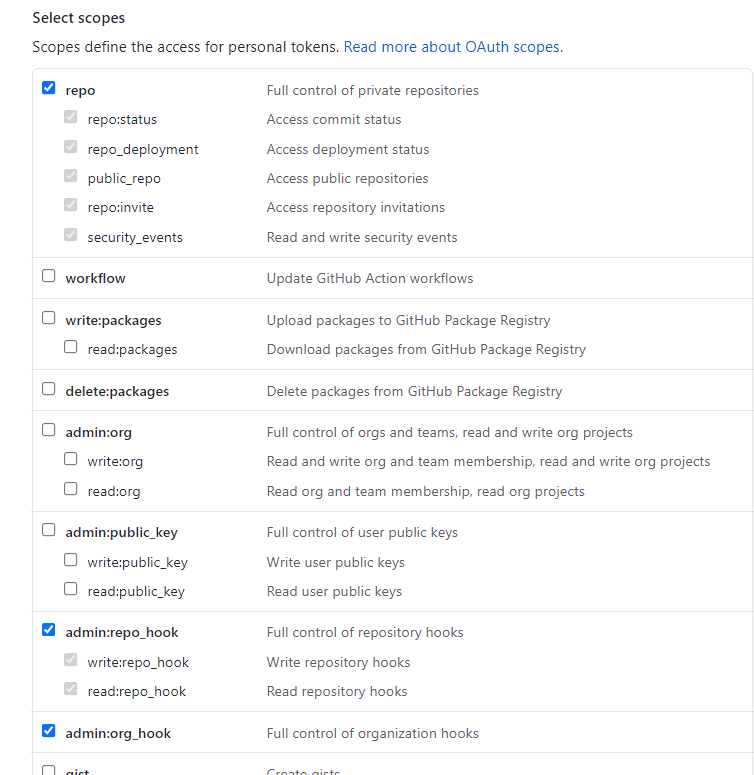 Select scopes
Scopes define the access for personal tokens. Read more about OAuth scopes.
repo Full control of private repositories
repo:status Access commit status
repo_deployment Access deployment status
public_repo Access public repositories
repo:invite Access repository invitations
security_events Read and write security events
workflow Update GitHub Action workflows
write:packages Upload packages to GitHub Package Registry
read:packages Download packages from GitHub Package Registry
delete:packages Delete packages from GitHub Package Registry
admin:org Full control of orgs and teams, read and write org projects
write:org Read and write org and team membership, read and write org projects
read:org Read org and team membership, read org projects
admin:public_key Full control of user public keys
write:public_key Write user public keys
read:public_key Read user public keys
admin:repo_hook Full control of repository hooks
write:repo_hook Write repository hooks
read:repo_hook Read repository hooks
admin:org_hook Full control of organization hooks
gist Create gists